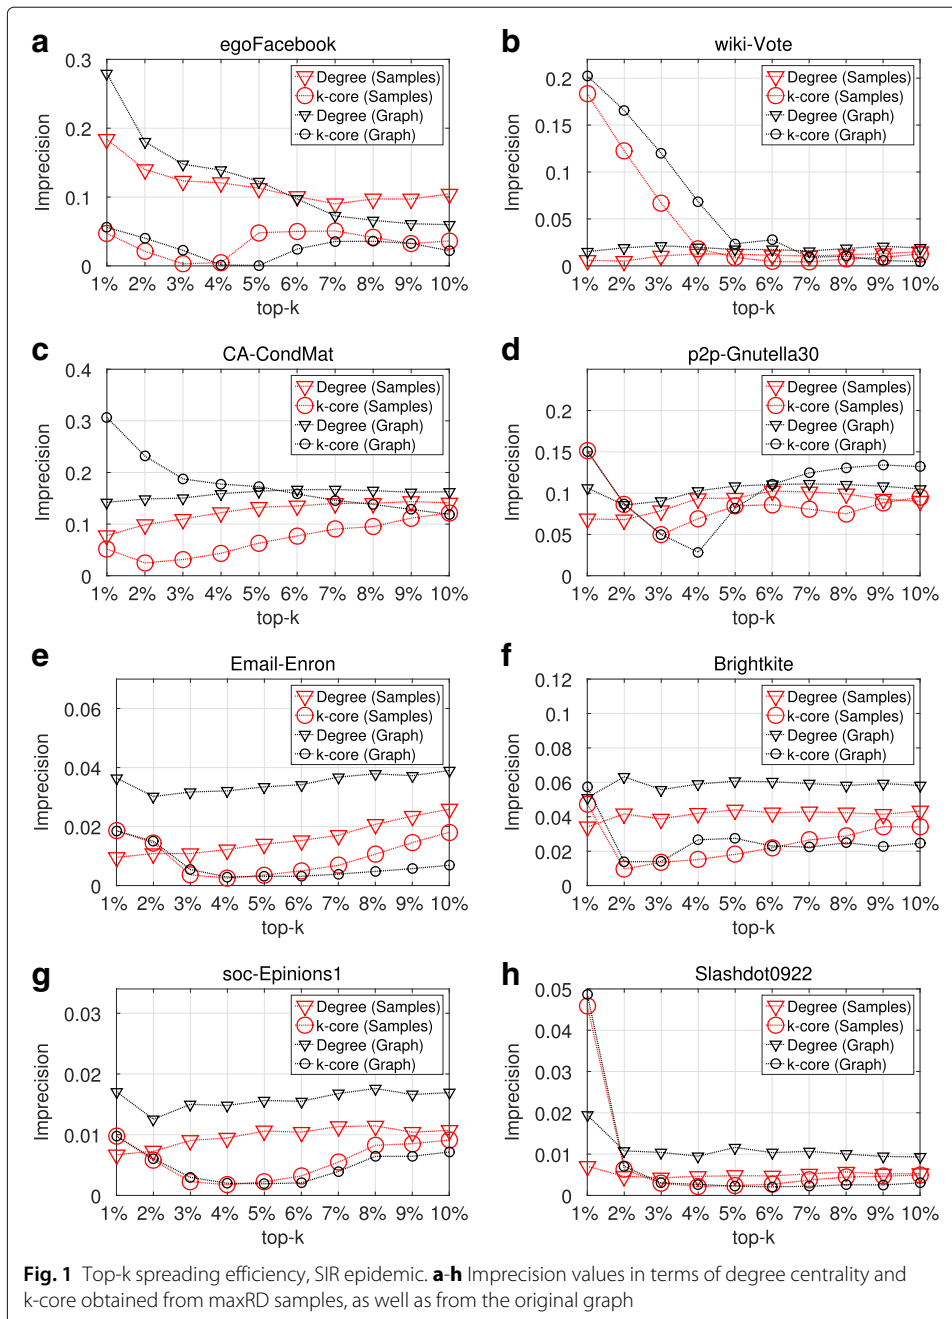 a
egoFacebook
0.3
0.2
0.1
0
Imprecision
Degree (Samples)
k-core (Samples)
Degree (Graph)
k-core (Graph)
1% 2% 3% 4% 5% 6% 7% 8% 9% 10%
top-k
b
wiki-Vote
0.2
0.15
0.1
0.05
0
Imprecision
Degree (Samples)
k-core (Samples)
Degree (Graph)
k-core (Graph)
1% 2% 3% 4% 5% 6% 7% 8% 9% 10%
top-k
c
CA-CondMat
0.4
0.3
0.2
0.1
0
Imprecision
Degree (Samples)
k-core (Samples)
Degree (Graph)
k-core (Graph)
1% 2% 3% 4% 5% 6% 7% 8% 9% 10%
top-k
d
p2p-Gnutella30
0.2
0.15
0.1
0.05
0
Imprecision
Degree (Samples)
k-core (Samples)
Degree (Graph)
k-core (Graph)
1% 2% 3% 4% 5% 6% 7% 8% 9% 10%
top-k
e
Email-Enron
0.06
0.04
0.02
0
Imprecision
Degree (Samples)
k-core (Samples)
Degree (Graph)
k-core (Graph)
1% 2% 3% 4% 5% 6% 7% 8% 9% 10%
top-k
f
Brightkite
0.12
0.1
0.08
0.06
0.04
0.02
0
Imprecision
Degree (Samples)
k-core (Samples)
Degree (Graph)
k-core (Graph)
1% 2% 3% 4% 5% 6% 7% 8% 9% 10%
top-k
g
soc-Epinions1
0.03
0.02
0.01
0
Imprecision
Degree (Samples)
k-core (Samples)
Degree (Graph)
k-core (Graph)
1% 2% 3% 4% 5% 6% 7% 8% 9% 10%
top-k
h
Slashdot0922
0.05
0.04
0.03
0.02
0.01
0
Imprecision
Degree (Samples)
k-core (Samples)
Degree (Graph)
k-core (Graph)
1% 2% 3% 4% 5% 6% 7% 8% 9% 10%
top-k
Fig. 1 Top-k spreading efficiency, SIR epidemic. a-h Imprecision values in terms of degree centrality and
k-core obtained from maxRD samples, as well as from the original graph